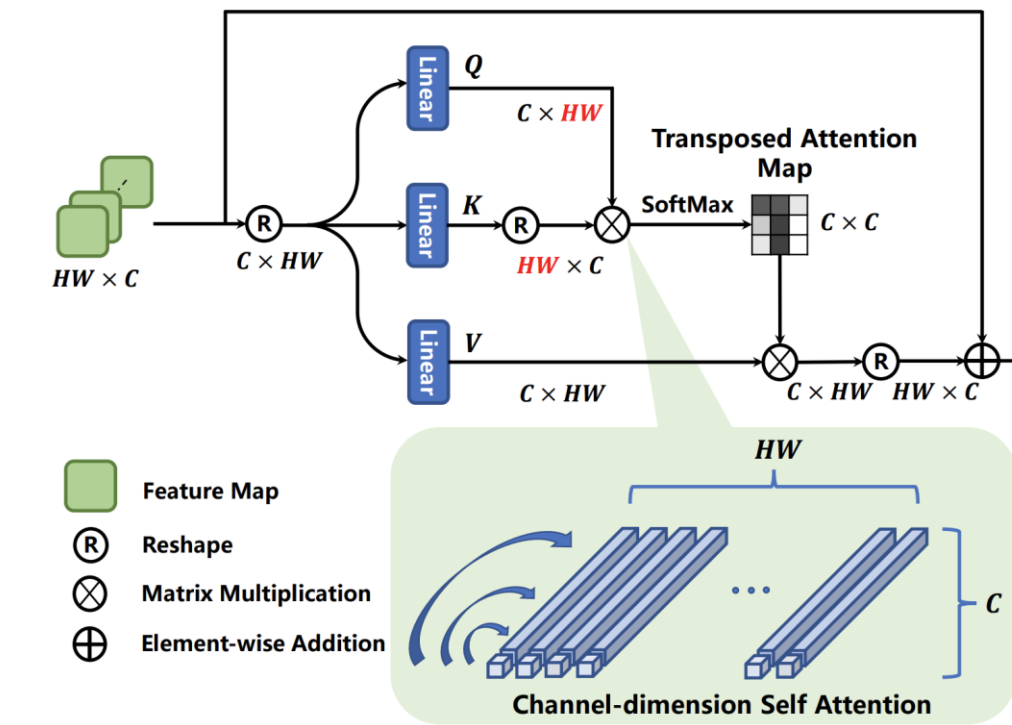 Linear
Q
C × HW
Transposed Attention
Map
SoftMax
C × C
HW × C
R
C × HW
Linear
K
R
HW × C
Linear
V
C × HW
C × HW
R
HW × C
HW
C
Channel-dimension Self Attention
Feature Map
R
Reshape
Matrix Multiplication
Element-wise Addition